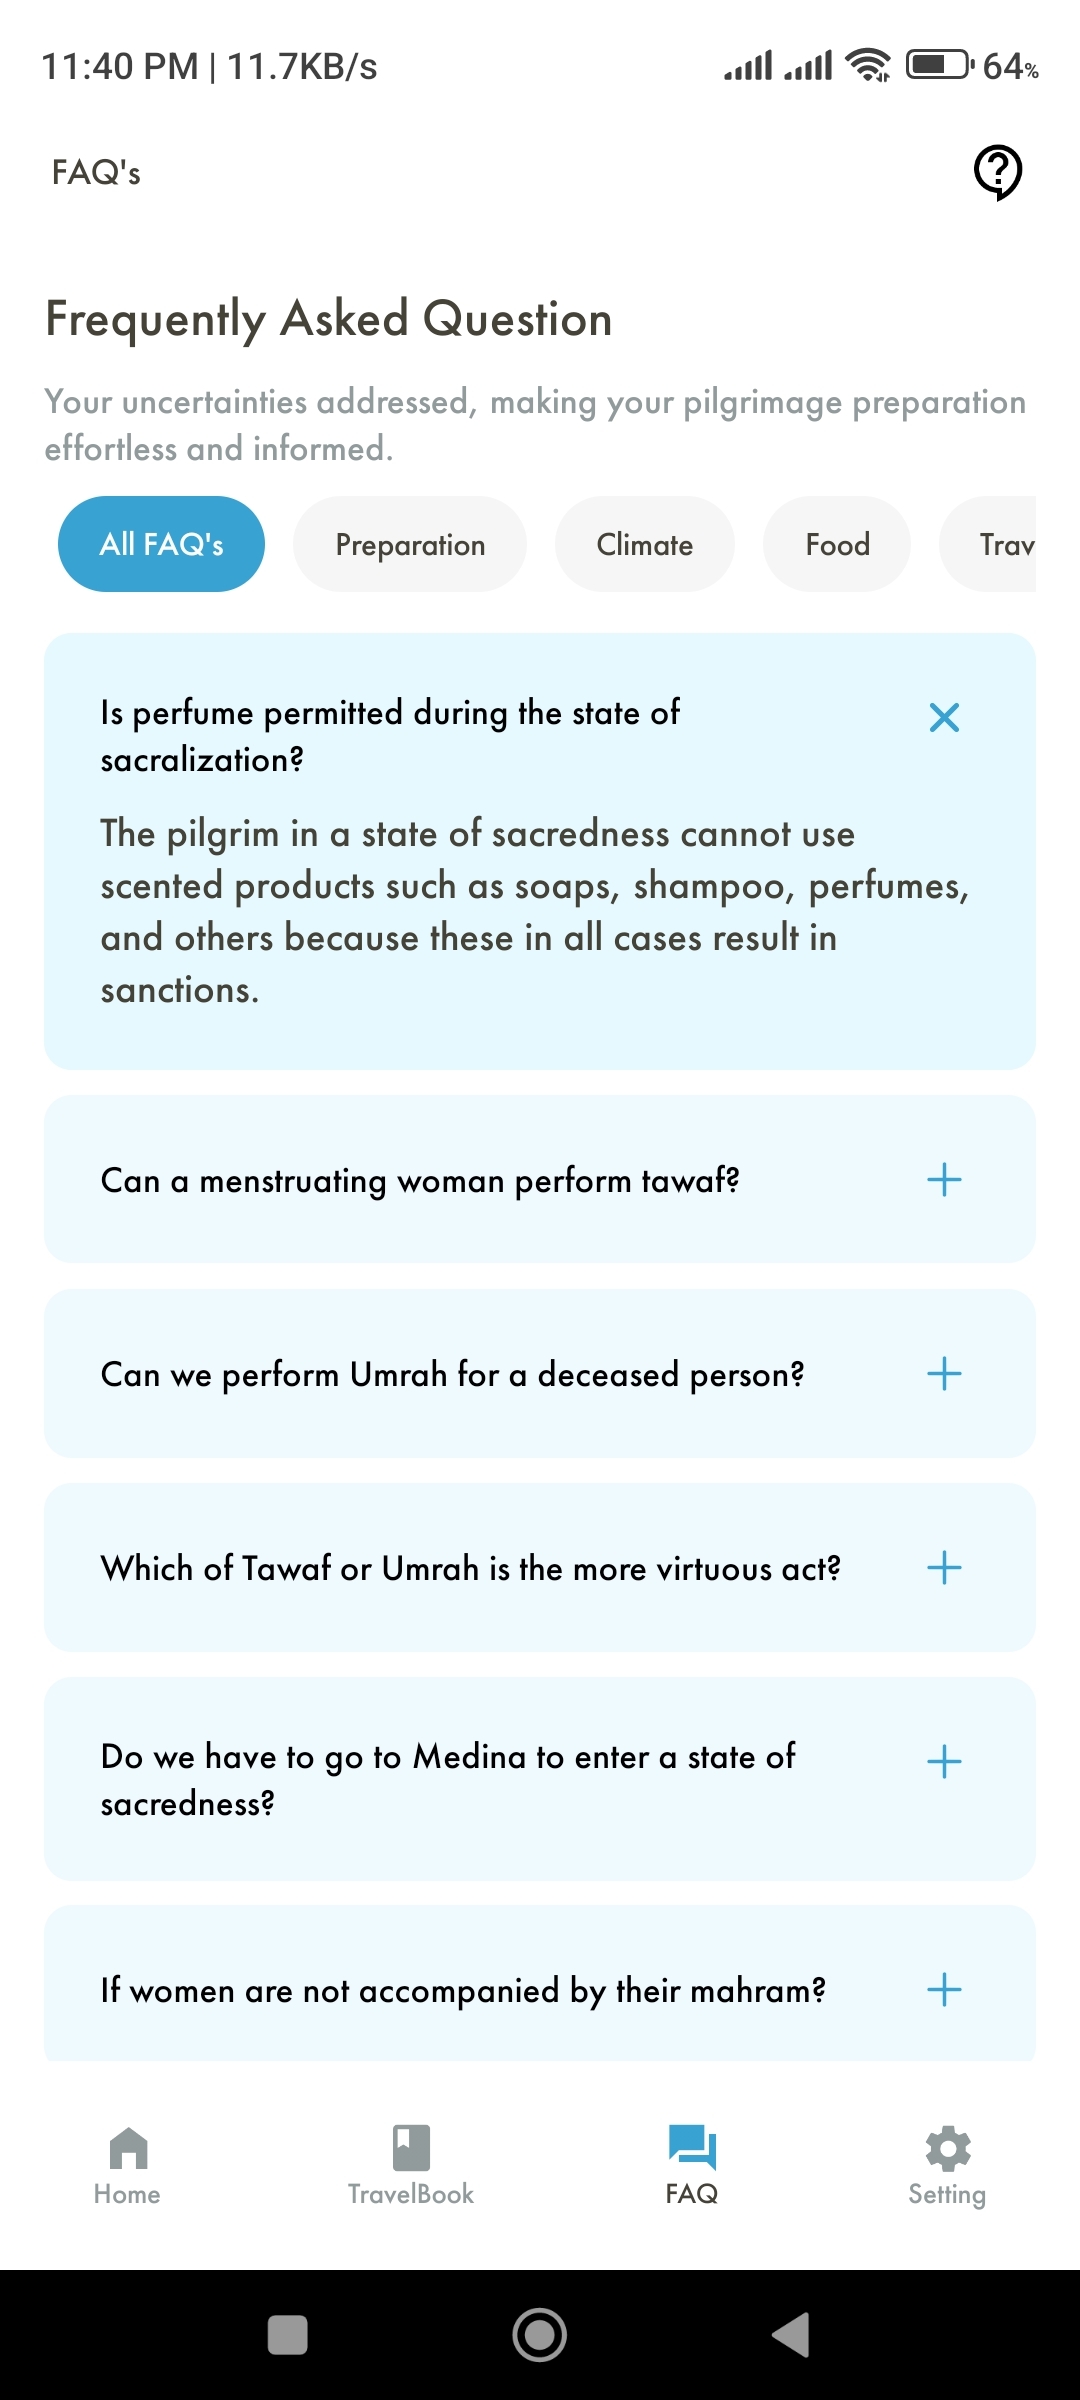 11:40 PM | 11.7KB/s
64%
FAQ's
Frequently Asked Question
Your uncertainties addressed, making your pilgrimage preparation
effortless and informed.
All FAQ's Preparation Climate Food Trav
Is perfume permitted during the state of
sacralization?
The pilgrim in a state of sacredness cannot use
scented products such as soaps, shampoo, perfumes,
and others because these in all cases result in
sanctions.
Can a menstruating woman perform tawaf?
Can we perform Umrah for a deceased person?
Which of Tawaf or Umrah is the more virtuous act?
Do we have to go to Medina to enter a state of
sacredness?
If women are not accompanied by their mahram?
Home TravelBook FAQ Setting